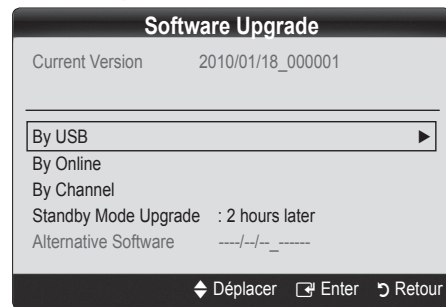 Software Upgrade
Current Version 2010/01/18_000001
By USB ►
By Online
By Channel
Standby Mode Upgrade : 2 hours later
Alternative Software ----/--/--_------
Déplacer Enter Retour